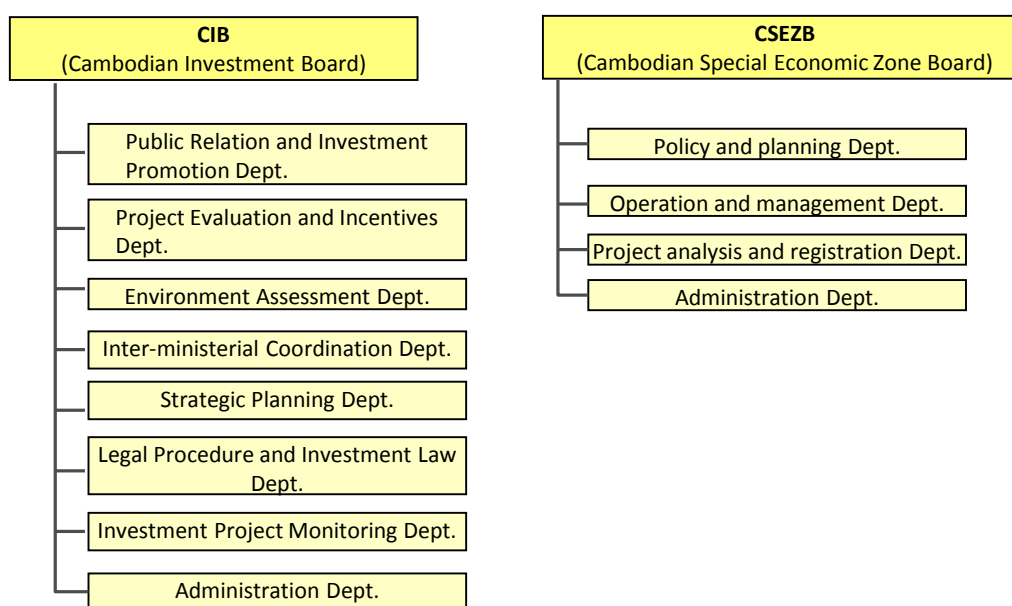 CIB
(Cambodian Investment Board)
Public Relation and Investment
Promotion Dept.
Project Evaluation and Incentives
Dept.
Environment Assessment Dept.
Inter-ministerial Coordination Dept.
Strategic Planning Dept.
Legal Procedure and Investment Law
Dept.
Investment Project Monitoring Dept.
Administration Dept.
CSEZB
(Cambodian Special Economic Zone Board)
Policy and planning Dept.
Operation and management Dept.
Project analysis and registration Dept.
Administration Dept.